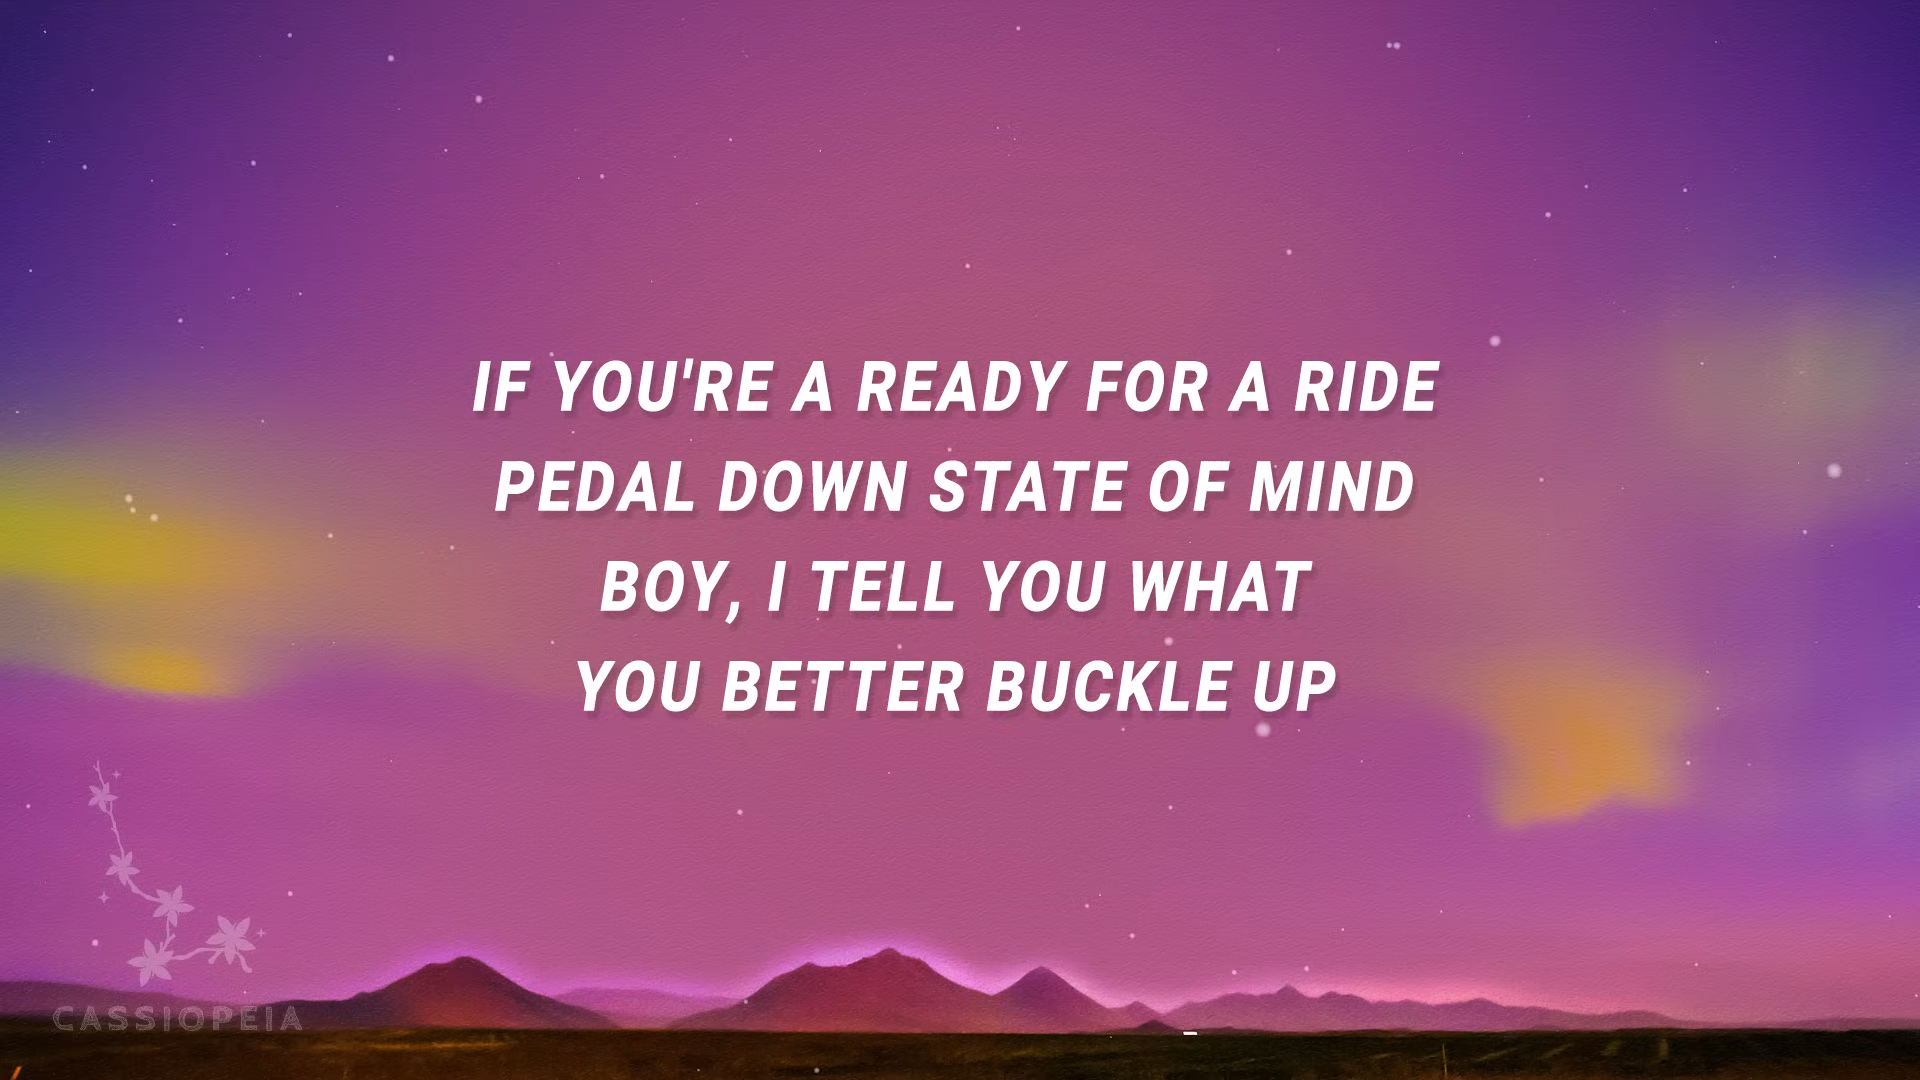 IF YOU'RE A READY FOR A RIDE
PEDAL DOWN STATE OF MIND
BOY, I TELL YOU WHAT
YOU BETTER BUCKLE UP
CASSIOPEIA